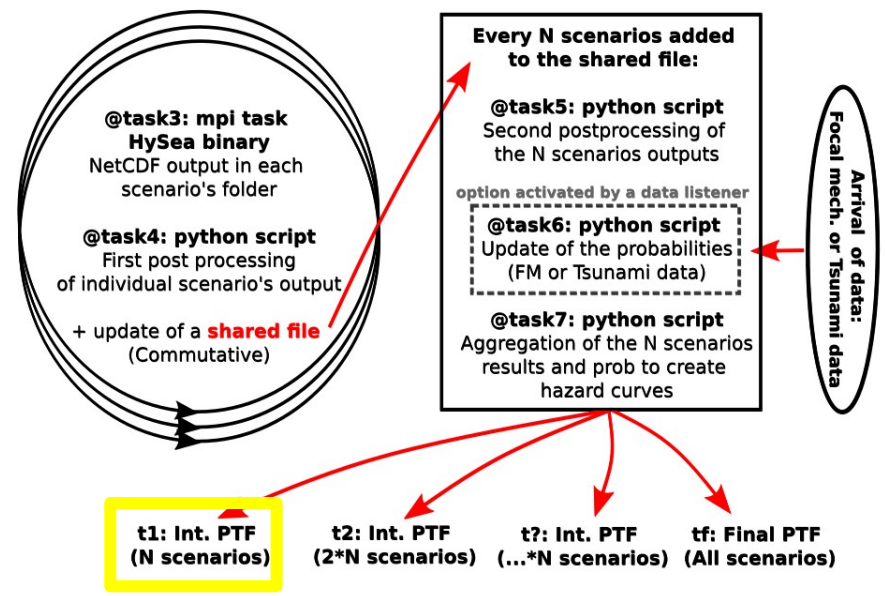 @task3: mpi task
HySea binary
NetCDF output in each
scenario's folder
@task4: python script
First post processing
of individual scenario's output
+ update of a shared file
(Commutative)
Every N scenarios added
to the shared file:
@task5: python script
Second postprocessing of
the N scenarios outputs
option activated by a data listener
@task6: python script
Update of the probabilities
(FM or Tsunami data)
@task7: python script
Aggregation of the N scenarios
results and prob to create
hazard curves
Arrival of data:
Focal mech. or Tsunami data
t1: Int. PTF
(N scenarios)
t2: Int. PTF
(2*N scenarios)
t?: Int. PTF
(...*N scenarios)
tf: Final PTF
(All scenarios)